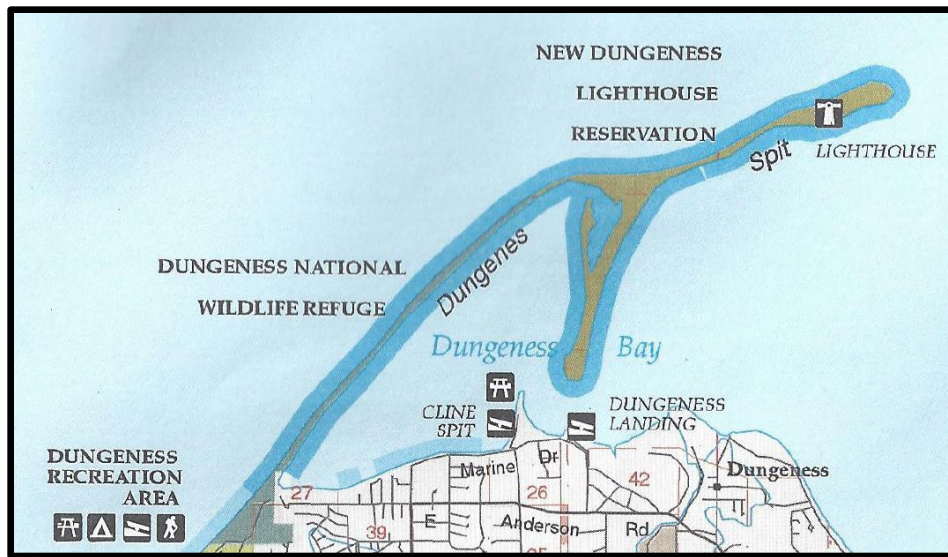 NEW DUNGENESS
LIGHTHOUSE
RESERVATION
Spit
LIGHTHOUSE
DUNGENESS NATIONAL
WILDLIFE REFUGE
Dungenes
Dungeness Bay
CLINE
SPIT
DUNGENESS
LANDING
DUNGENESS
RECREATION
AREA
Marine Dr
42
Dungeness
27
26
39
E Anderson Rd